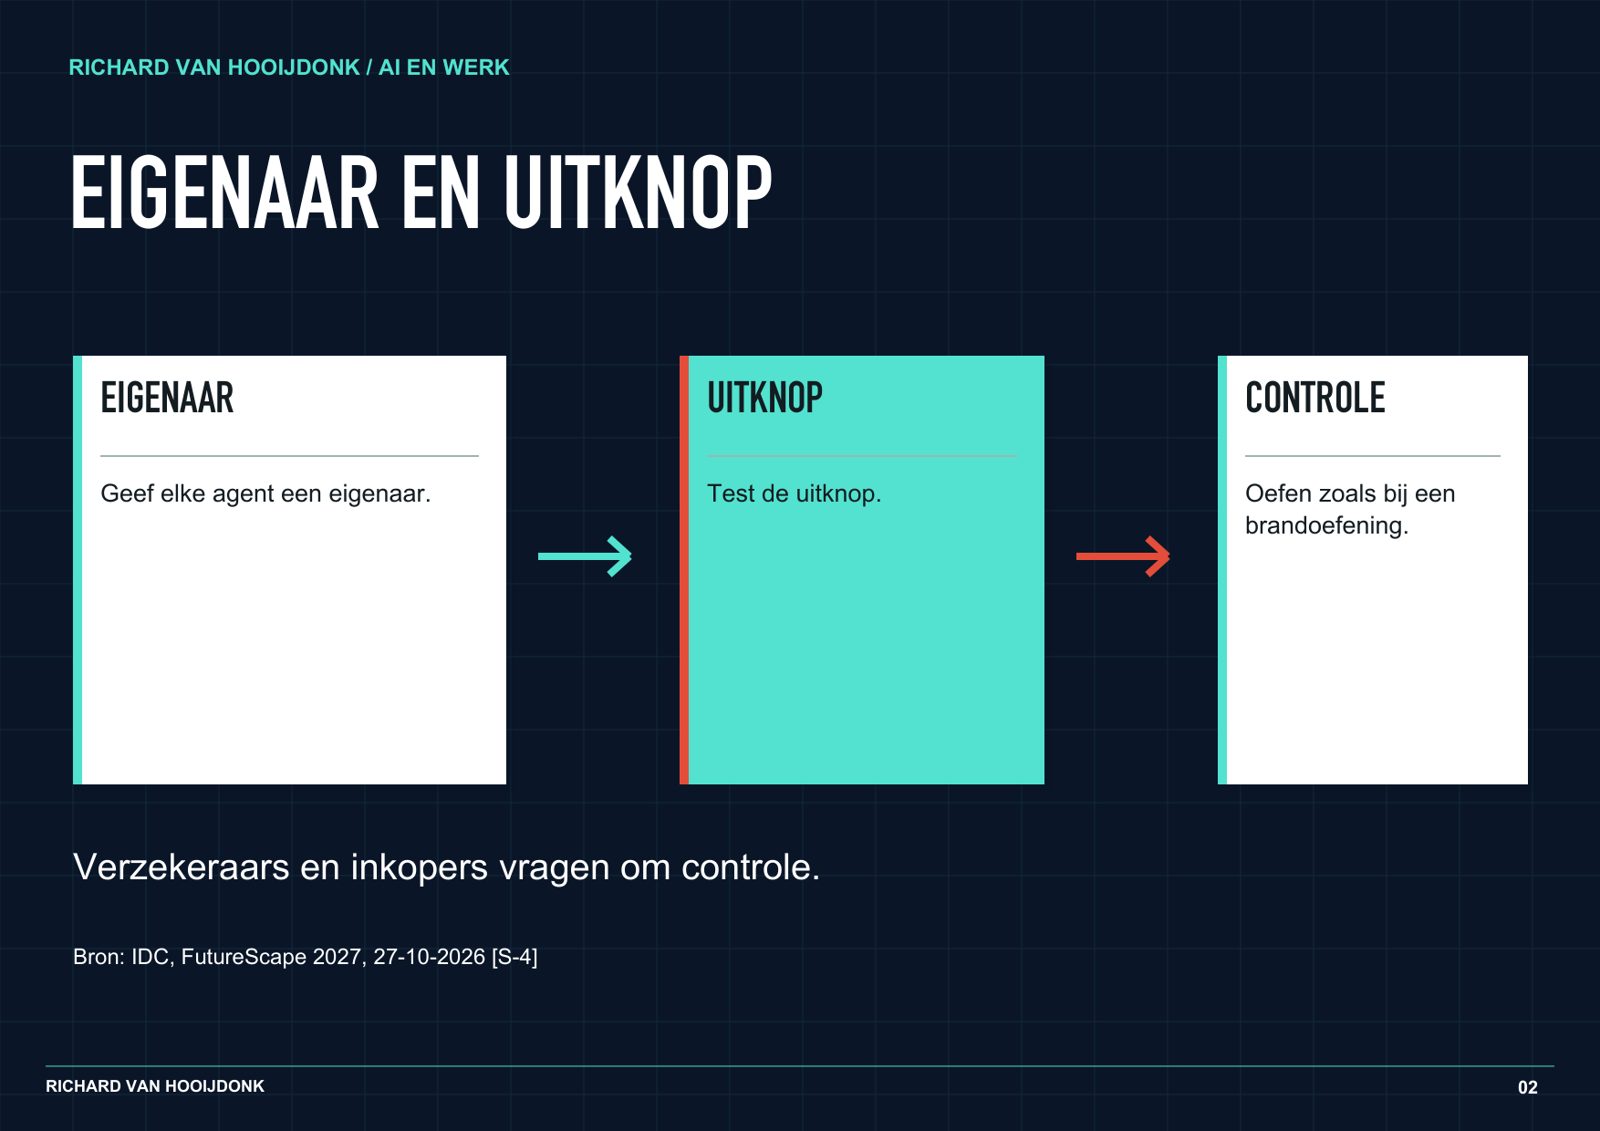 RICHARD VAN HOOIJDONK / AI EN WERK
EIGENAAR EN UITKNOP
EIGENAAR
Geef elke agent een eigenaar.
UITKNOP
Test de uitknop.
CONTROLE
Oefen zoals bij een
brandoefening.
Verzekeraars en inkopers vragen om controle.
Bron: IDC, FutureScape 2027, 27-10-2026 [S-4]
RICHARD VAN HOOIJDONK
02